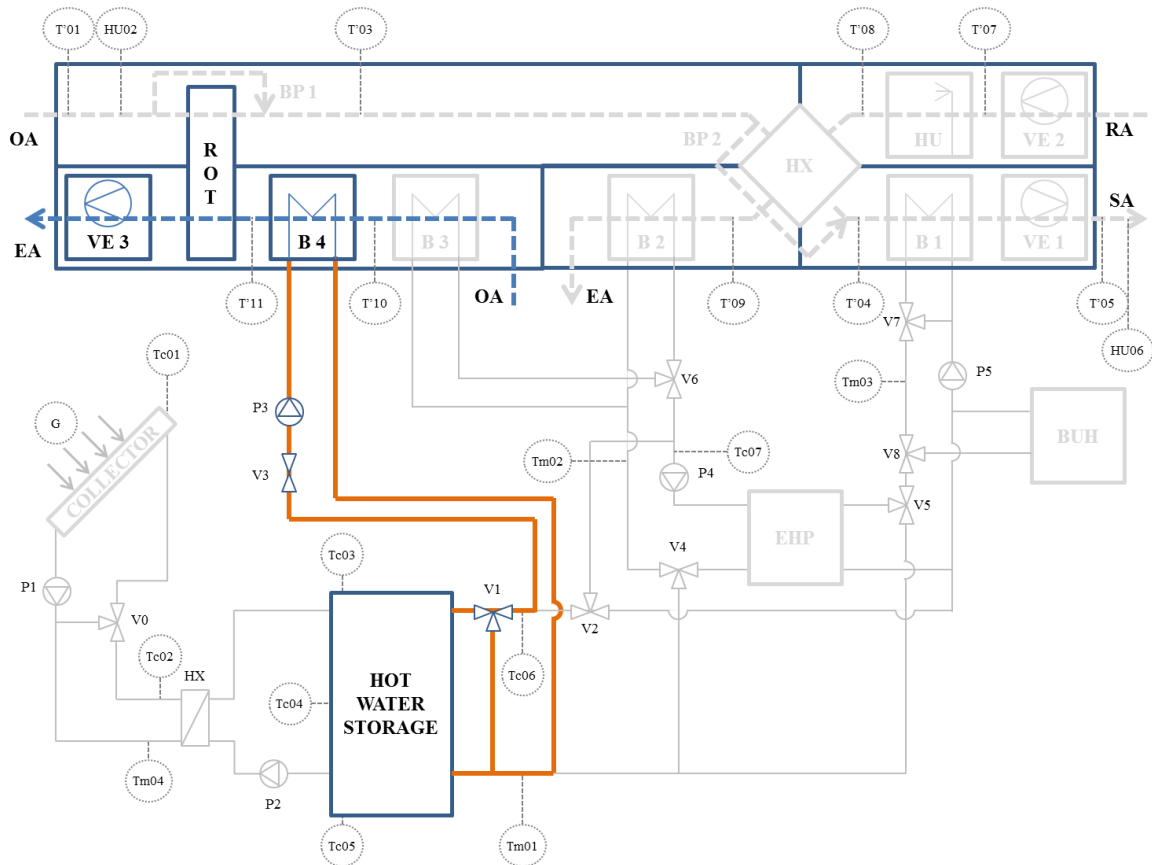 T'01
HU02
T'03
T'08
T'07
BP 1
OA
ROT
BP 2
HX
HU
VE 2
RA
SA
EA
VE 3
B 4
B 3
B 2
B 1
VE 1
T'11
T'10
OA
EA
T'09
T'04
T'05
HU06
V7
Tc01
V6
Tm03
P5
G
P3
COLLECTOR
BUH
V3
Tm02
Tc07
V8
P4
V5
EHP
Tc03
V4
P1
V1
V0
V2
Tc02
HX
Tc06
HOT
WATER
STORAGE
Tc04
Tm04
P2
Tc05
Tm01